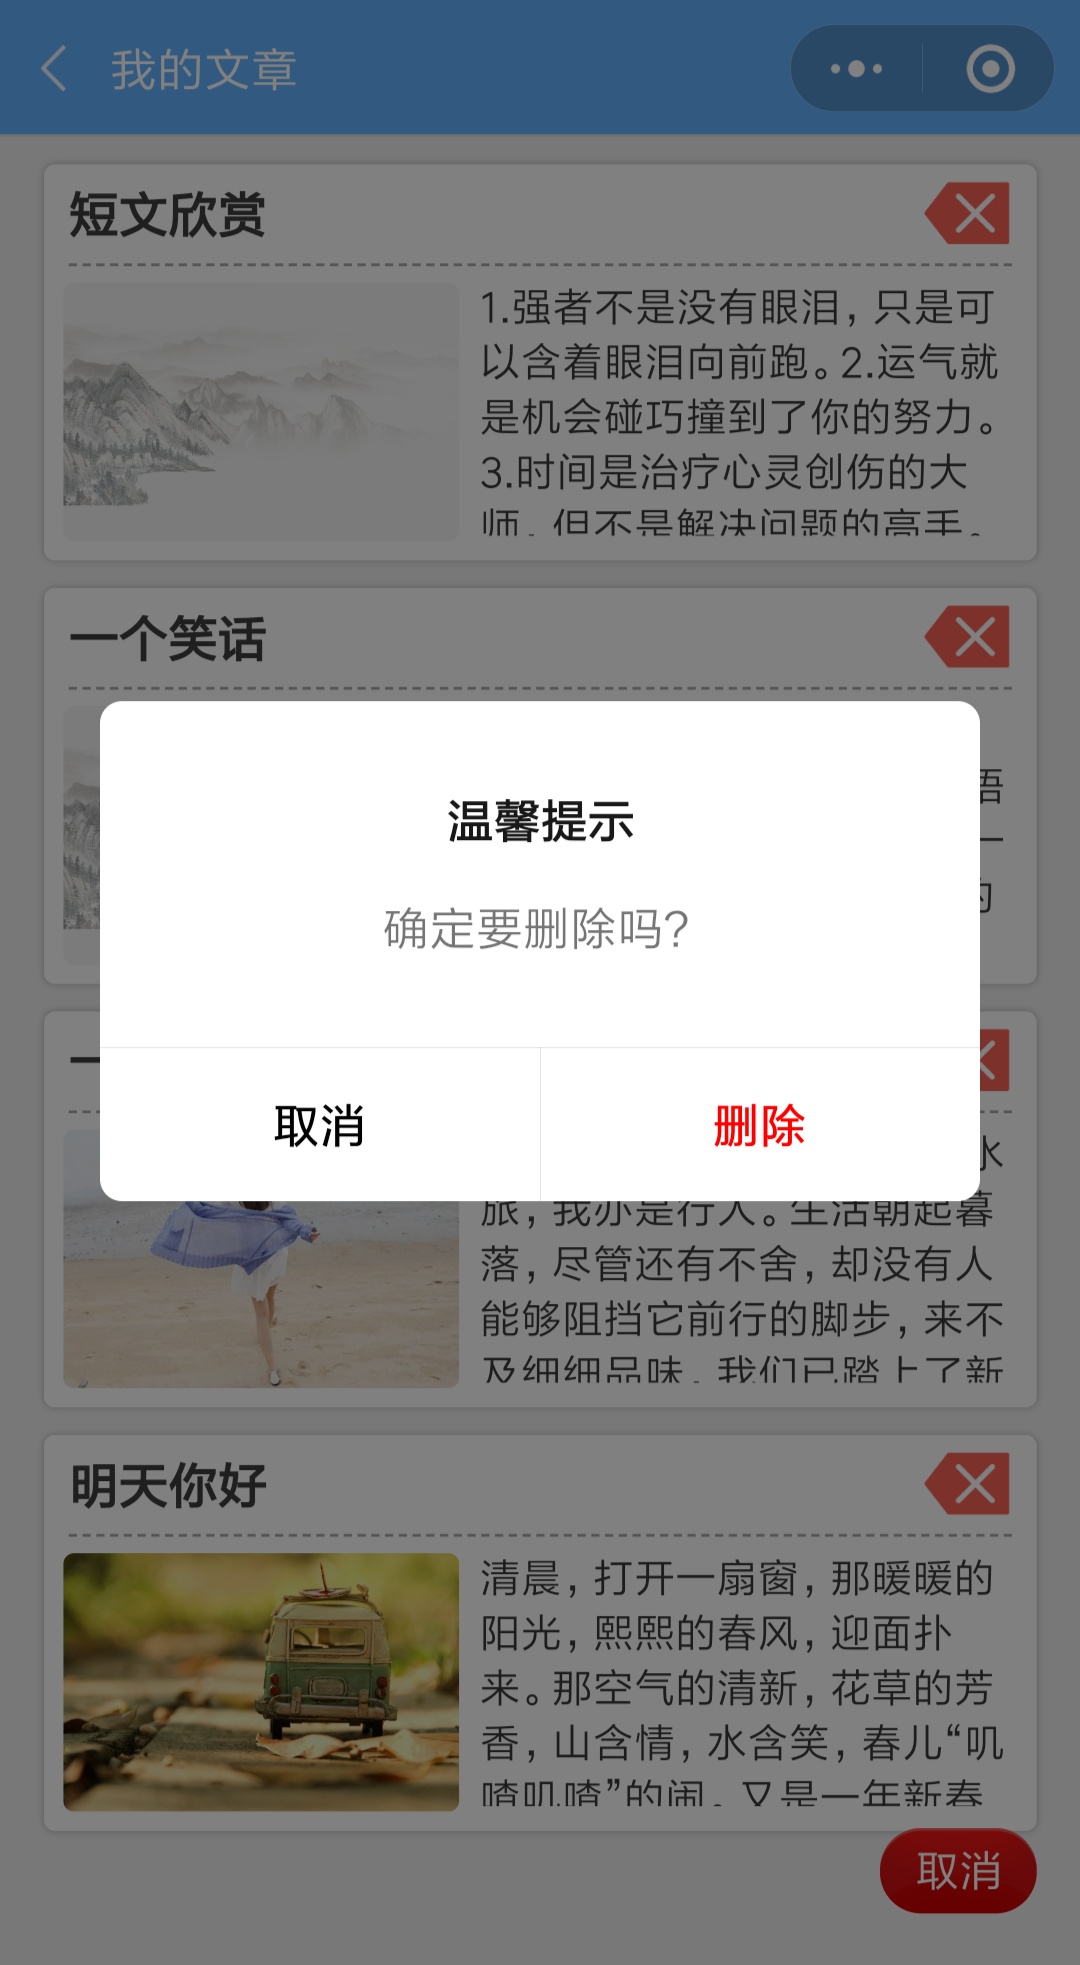 我的文章
短文欣赏
1.强者不是没有眼泪，只是可
以含着眼泪向前跑。2.运气就
是机会碰巧撞到了你的努力。
3.时间是治疗心灵创伤的大
师，但不是解决问题的高手。
一个笑话
温馨提示
确定要删除吗?
取消
删除
旅，我亦是行人。生活朝起暮
落，尽管还有不舍，却没有人
能够阻挡它前行的脚步，来不
及细细品味，我们已踏上了新
明天你好
清晨，打开一扇窗，那暖暖的
阳光，熙熙的春风，迎面扑
来。那空气的清新，花草的芳
香，山含情，水含笑，春儿“叽
喳叽喳”的闹。又是一年新春
取消